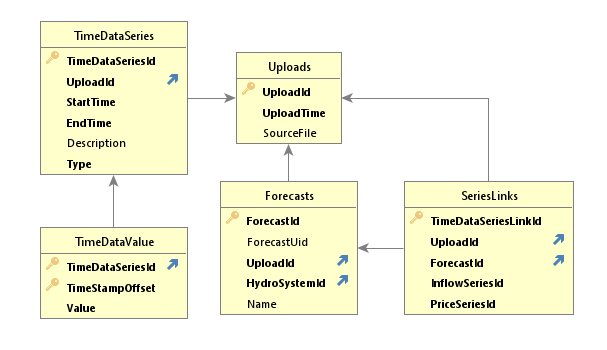 TimeDataSeries
TimeDataSeriesId
UploadId
StartTime
EndTime
Description
Type
Uploads
UploadId
UploadTime
SourceFile
TimeDataValue
TimeDataSeriesId
TimeStampOffset
Value
Forecasts
ForecastId
ForecastUid
UploadId
HydroSystemId
Name
SeriesLinks
TimeDataSeriesLinkId
UploadId
ForecastId
InflowSeriesId
PriceSeriesId